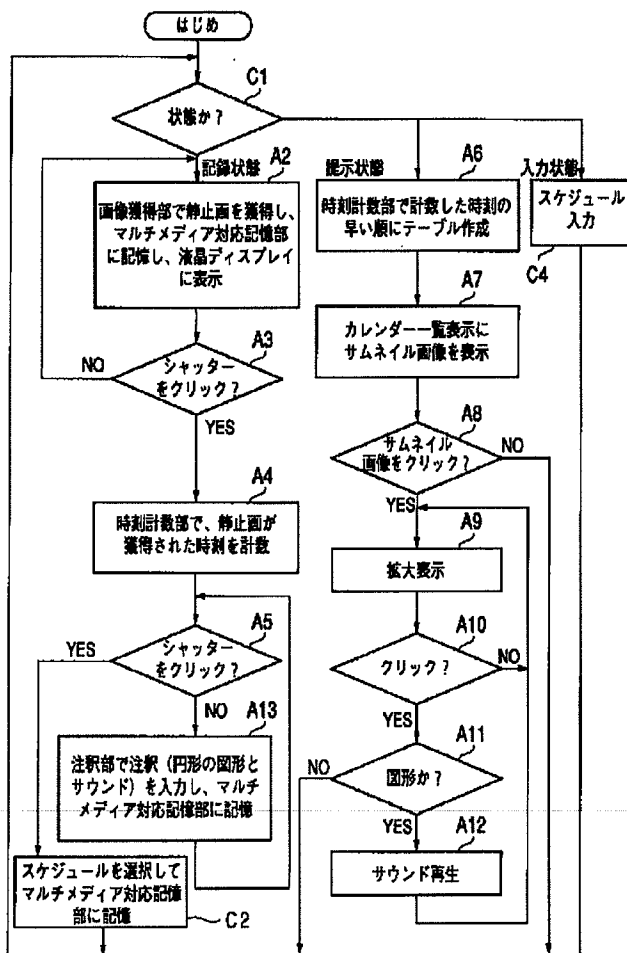 はじめ
C1
状態か?
記録状態
A2
画像獲得部で静止画を獲得し、
マルチメディア対応記憶部
に記憶し、液晶ディスプレイ
に表示
A3
NO
シャッター
をクリック?
YES
A4
時刻計数部で、静止画が
獲得された時刻を計数
A5
YES
シャッター
をクリック?
NO
A13
注釈部で注釈(円形の図形と
サウンド)を入力し、マルチ
メディア対応記憶部に記憶
スケジュールを選択して
マルチメディア対応記憶
部に記憶
C2
提示状態
A6
時刻計数部で計数した時刻の
早い順にテーブル作成
A7
カレンダー一覧表示に
サムネイル画像を表示
A8
サムネイル
画像をクリック?
NO
YES
A9
拡大表示
A10
クリック?
NO
YES
A11
NO
図形か?
YES
A12
サウンド再生
入力状態
スケジュール
入力
C4